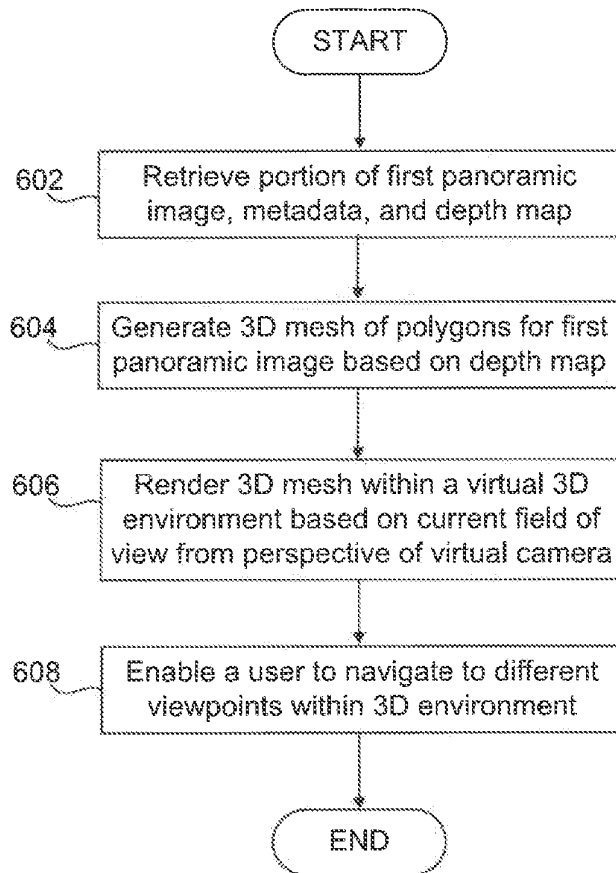 START
602
Retrieve portion of first panoramic
image, metadata, and depth map
604
Generate 3D mesh of polygons for first
panoramic image based on depth map
606
Render 3D mesh within a virtual 3D
environment based on current field of
view from perspective of virtual camera
608
Enable a user to navigate to different
viewpoints within 3D environment
END